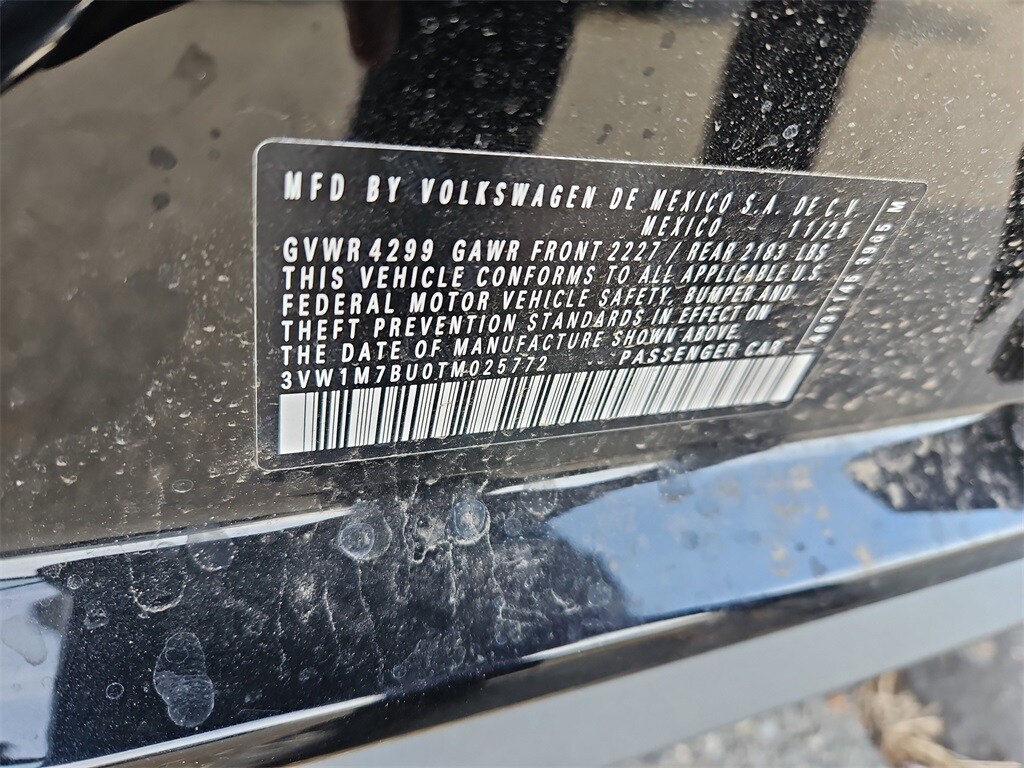 MFD BY VOLKSWAGEN DE MEXICO S.A. DE C.V.
MEXICO 11/25
GVWR 4299 GAWR FRONT 2227 / REAR 2183 LBS
THIS VEHICLE CONFORMS TO ALL APPLICABLE U.S.
FEDERAL MOTOR VEHICLE SAFETY, BUMPER AND
THEFT PREVENTION STANDARDS IN EFFECT ON
THE DATE OF MANUFACTURE SHOWN ABOVE.
3VW1M7BU0TM025772 PASSENGER CAR